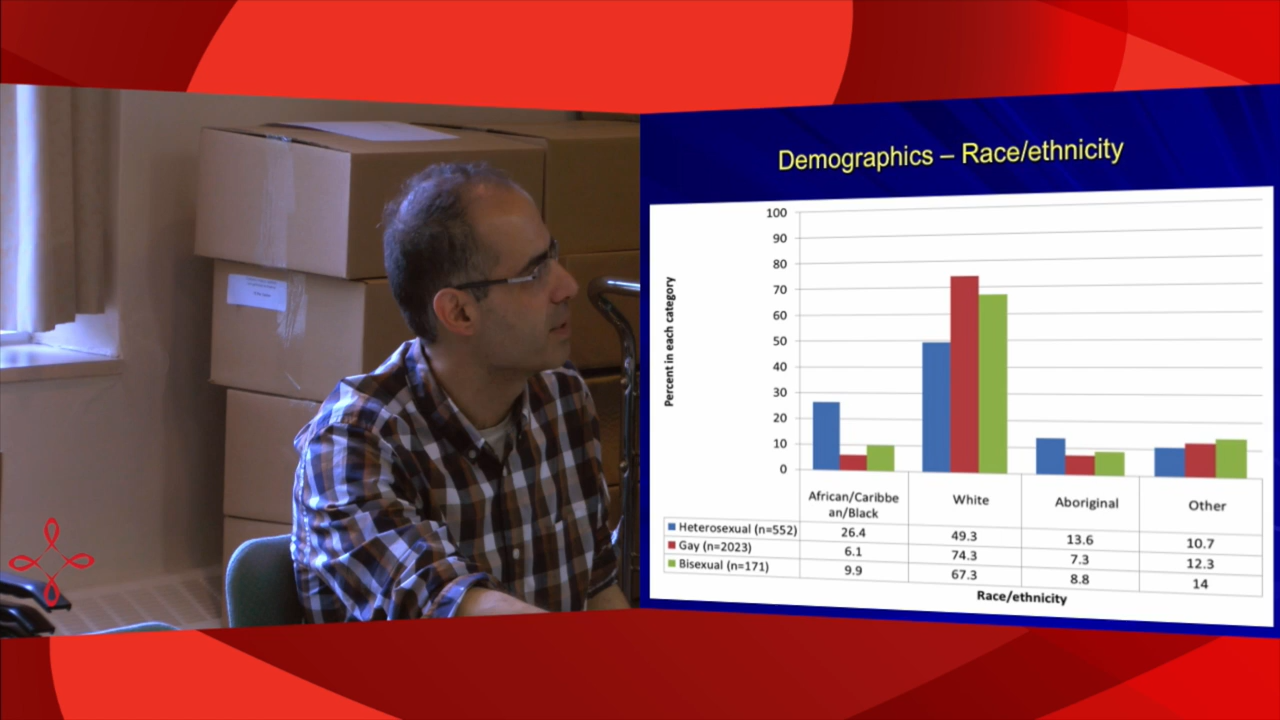 Demographics – Race/ethnicity
Percent in each category
100
90
80
70
60
50
40
30
20
10
0
African/Caribbe
an/Black
White
Aboriginal
Other
Heterosexual (n=552) 26.4 49.3 13.6 10.7
Gay (n=2023) 6.1 74.3 7.3 12.3
Bisexual (n=171) 9.9 67.3 8.8 14
Race/ethnicity